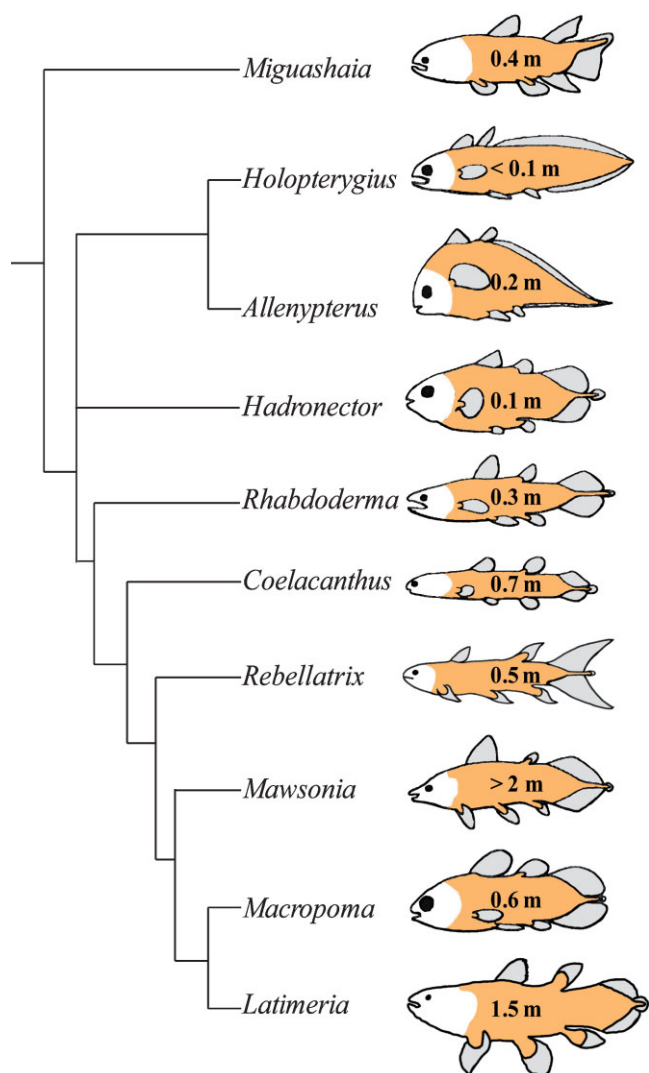 Miguashaia 0.4 m
Holopterygius < 0.1 m
Allenypterus 0.2 m
Hadronector 0.1 m
Rhabdoderma 0.3 m
Coelacanthus 0.7 m
Rebellatrix 0.5 m
Mawsonia > 2 m
Macropoma 0.6 m
Latimeria 1.5 m